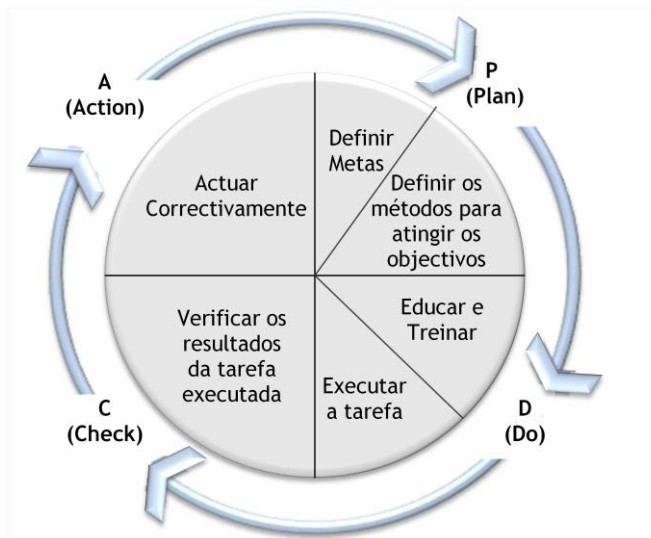 A
(Action)
P
(Plan)
Definir
Metas
Definir os
métodos para
atingir os
objectivos
Actuar
Correctivamente
Educar e
Treinar
Executar
a tarefa
Verificar os
resultados
da tarefa
executada
C
(Check)
D
(Do)